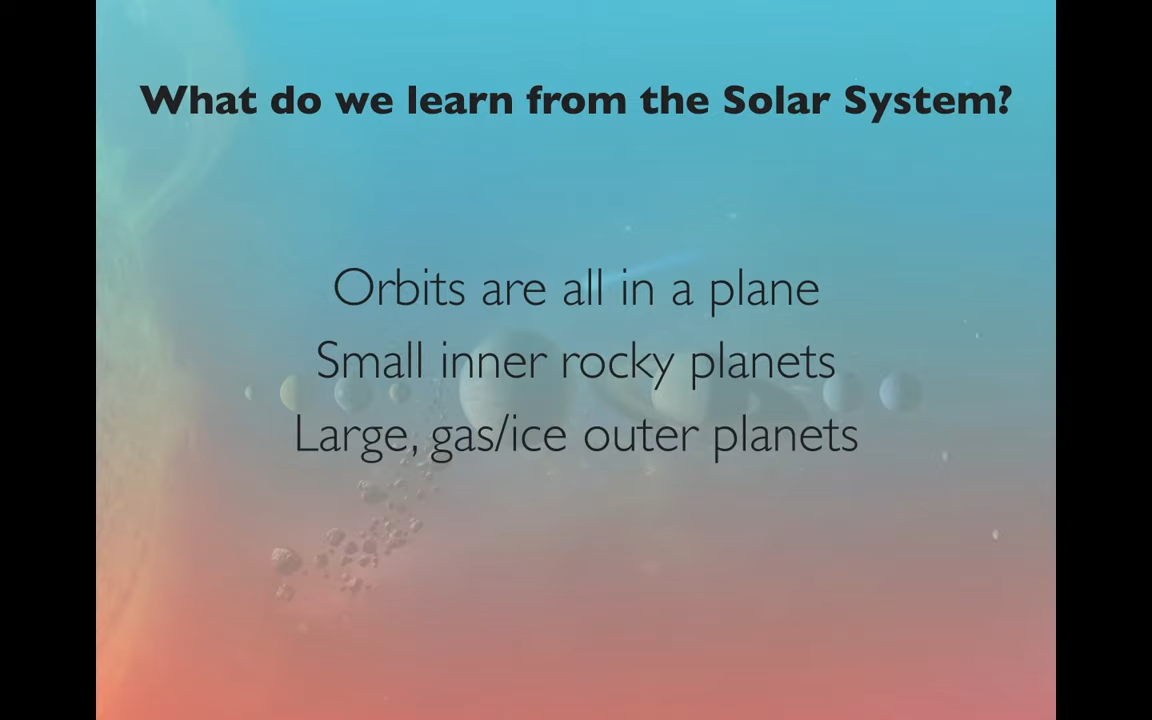 What do we learn from the Solar System?
Orbits are all in a plane
Small inner rocky planets
Large, gas/ice outer planets